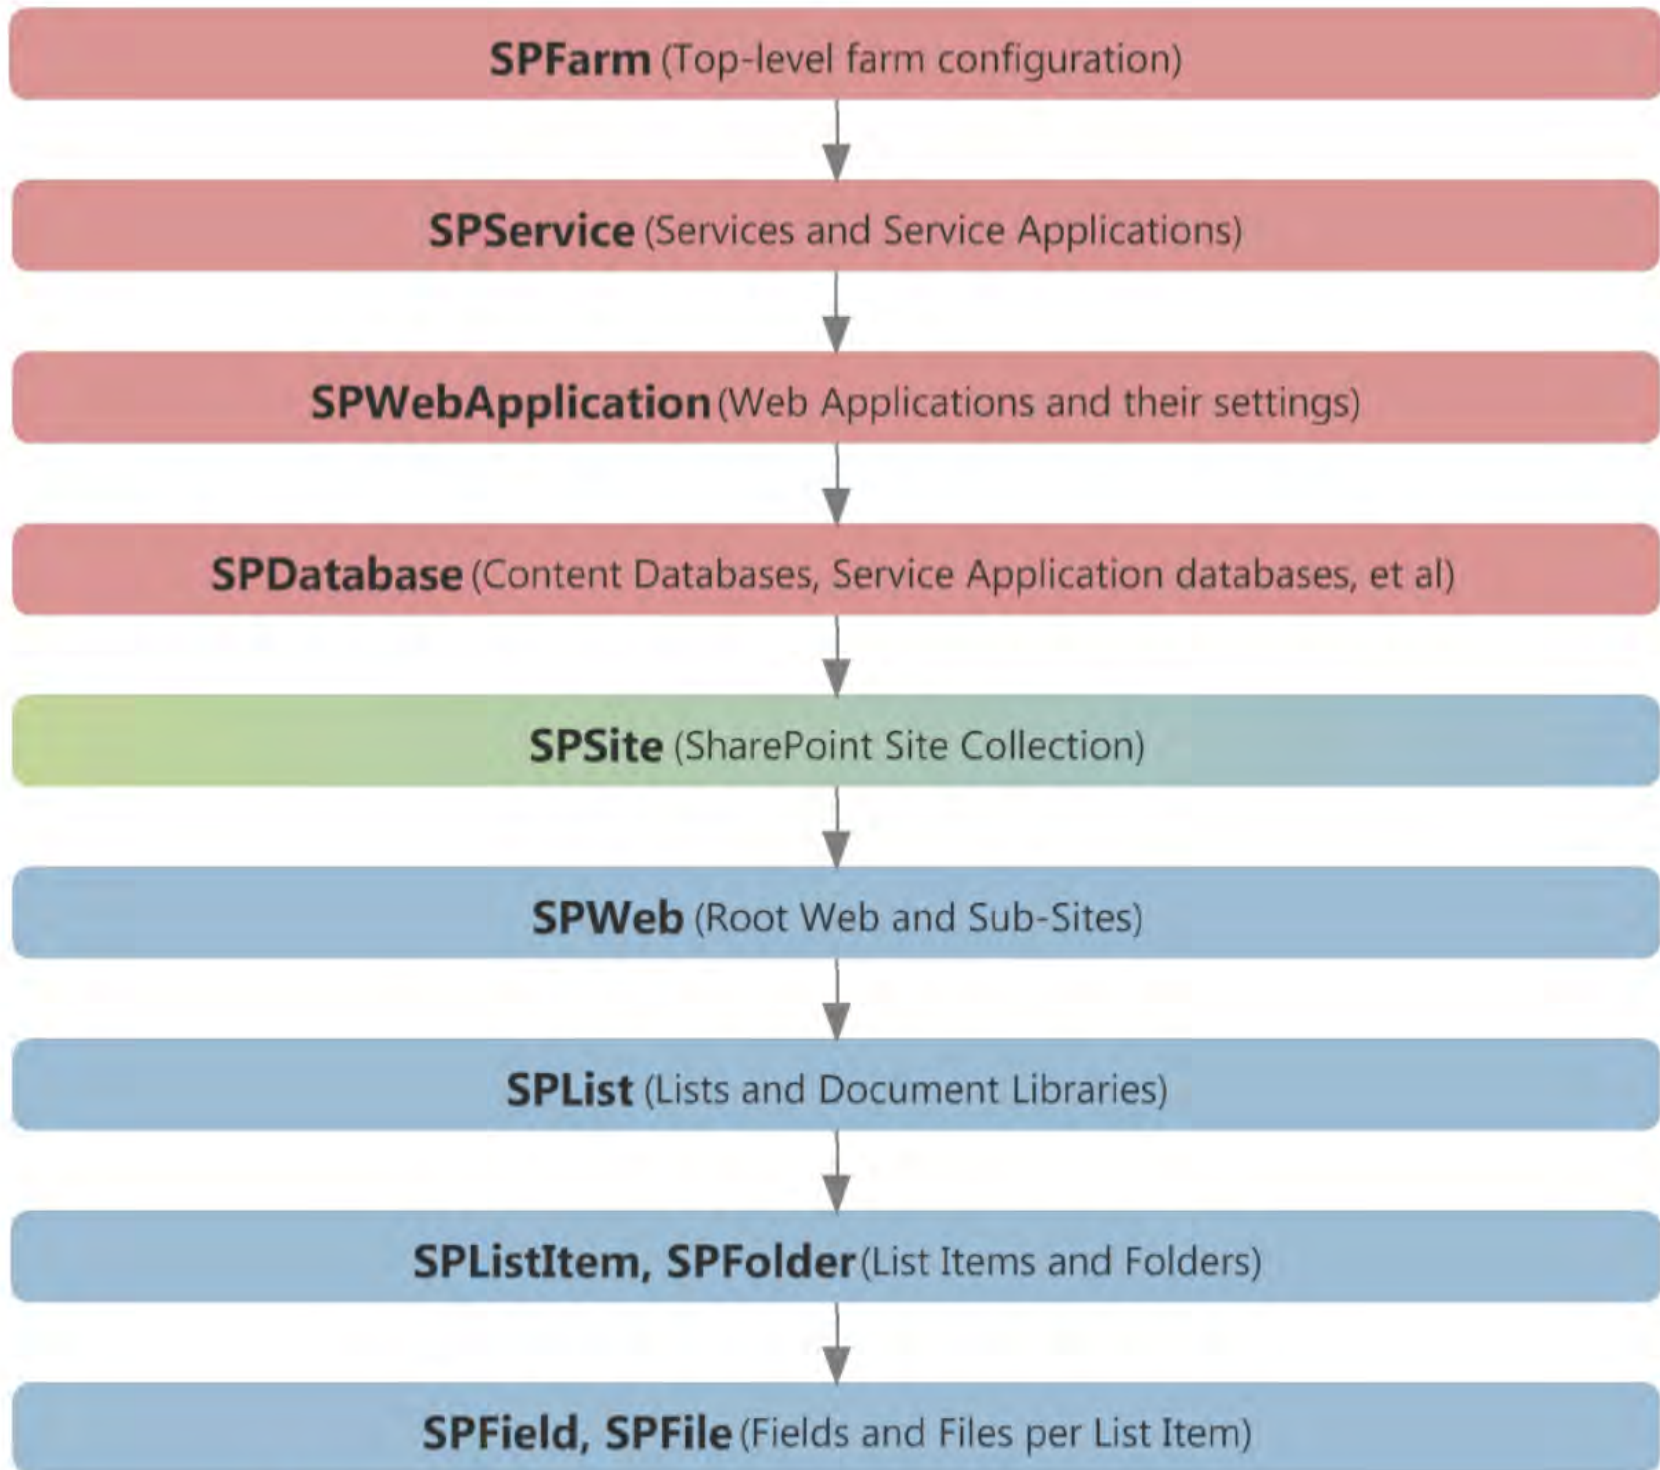 SPFarm (Top-level farm configuration)
SPService (Services and Service Applications)
SPWebApplication (Web Applications and their settings)
SPDatabase (Content Databases, Service Application databases, et al)
SPSite (SharePoint Site Collection)
SPWeb (Root Web and Sub-Sites)
SPList (Lists and Document Libraries)
SPListItem, SPFolder (List Items and Folders)
SPField, SPFile (Fields and Files per List Item)